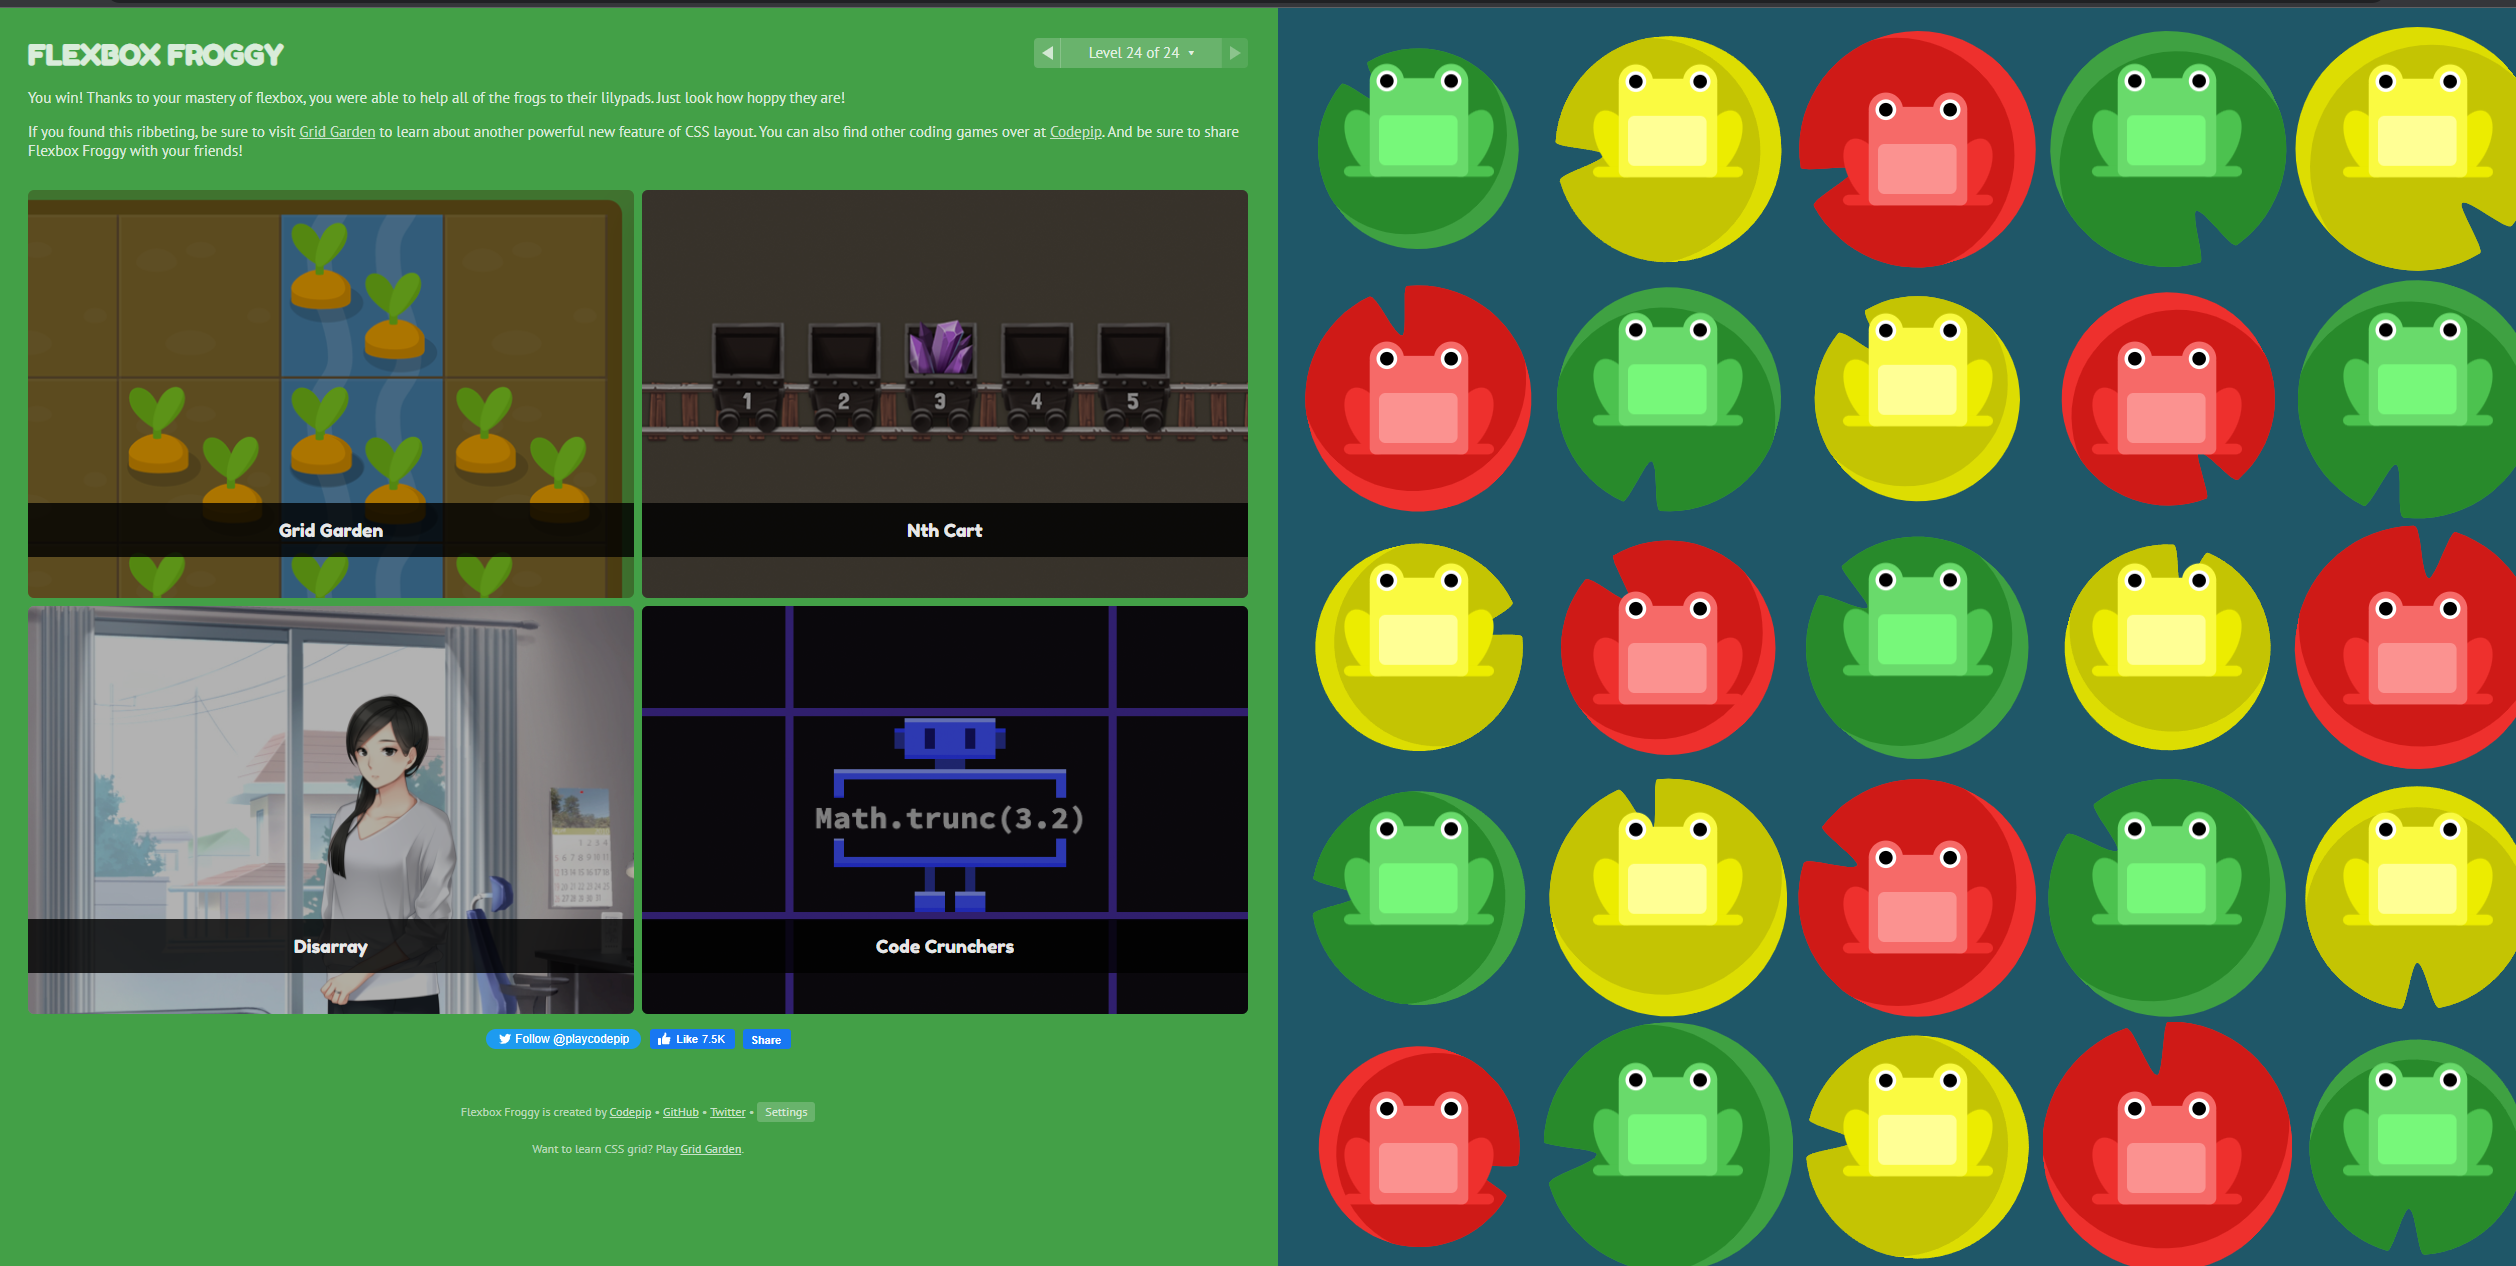 FLEXBOX FROGGY
Level 24 of 24
You win! Thanks to your mastery of flexbox, you were able to help all of the frogs to their lilypads. Just look how hoppy they are!
If you found this ribbeting, be sure to visit Grid Garden to learn about another powerful new feature of CSS layout. You can also find other coding games over at Codepip. And be sure to share
Flexbox Froggy with your friends!
Grid Garden
1 2 3 4 5
Nth Cart
Disarray
Math.trunc(3.2)
Code Crunchers
Follow @playcodepip
Like 7.5K
Share
Flexbox Froggy is created by Codepip • GitHub • Twitter • Settings
Want to learn CSS grid? Play Grid Garden.